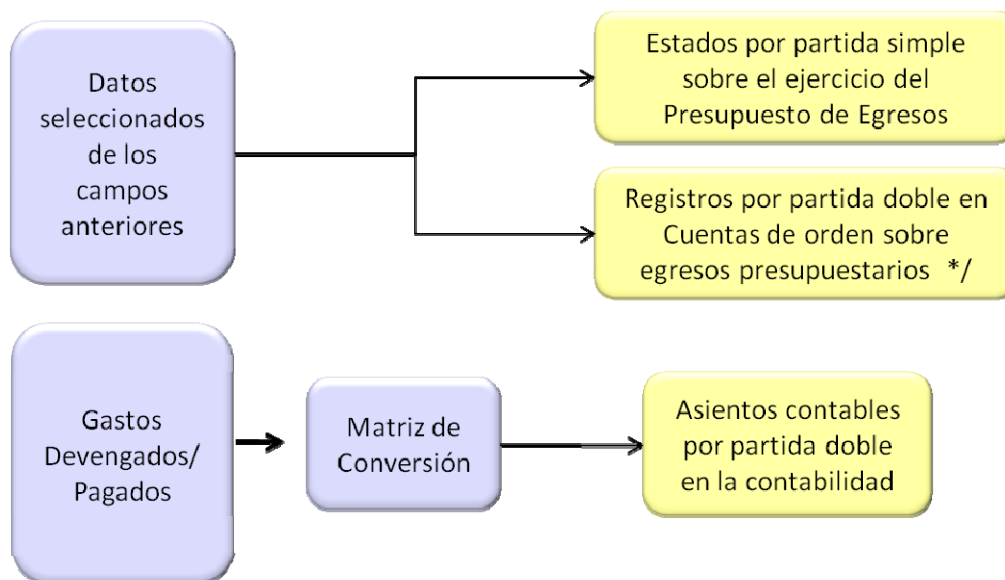 Datos
seleccionados
de los
campos
anteriores
Estados por partida simple
sobre el ejercicio del
Presupuesto de Egresos
Registros por partida doble en
Cuentas de orden sobre
egresos presupuestarios */
Gastos
Devengados/
Pagados
Matriz de
Conversión
Asientos contables
por partida doble
en la contabilidad